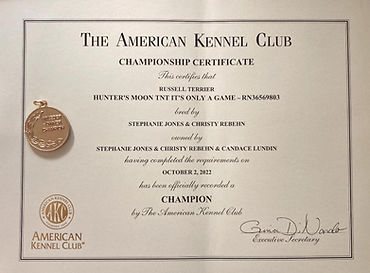 THE AMERICAN KENNEL CLUB
CHAMPIONSHIP CERTIFICATE
This certifies that
RUSSELL TERRIER
HUNTER'S MOON TNT IT'S ONLY A GAME – RN36569803
bred by
STEPHANIE JONES & CHRISTY REBEHN
owned by
STEPHANIE JONES & CHRISTY REBEHN & CANDACE LUNDIN
having completed the requirements on
OCTOBER 2, 2022
has been officially recorded a
CHAMPION
by The American Kennel Club
AKC
AMERICAN
KENNEL CLUB®
Executive Secretary